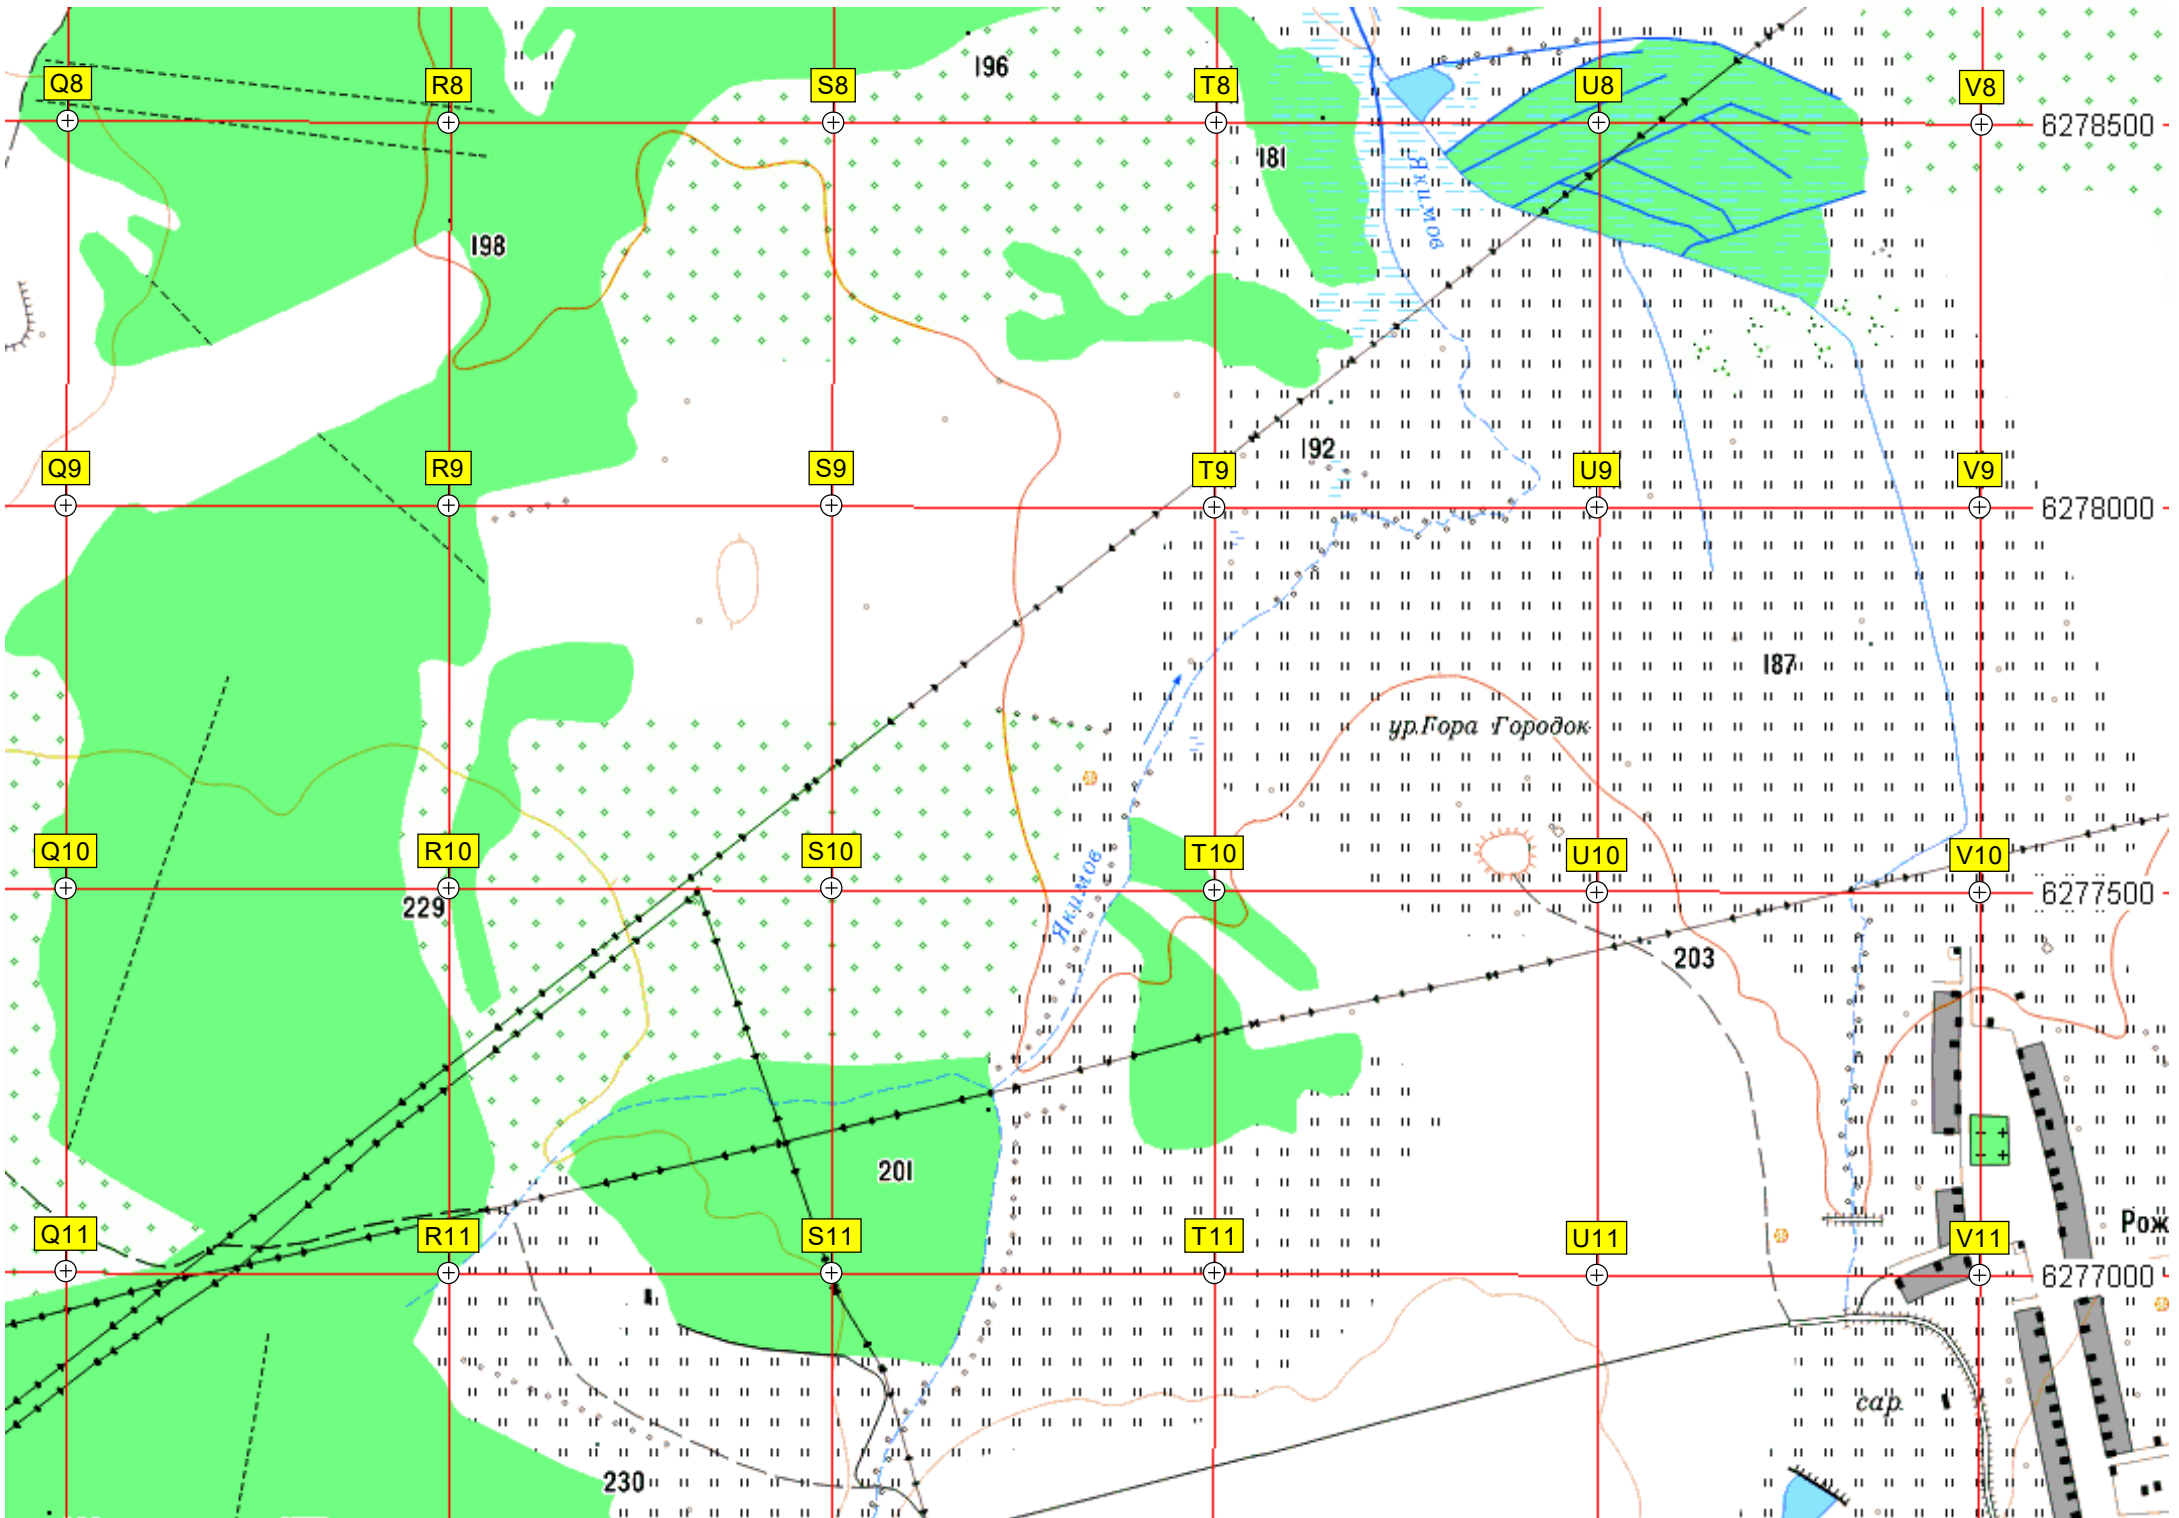 196
Q8
R8
S8
T8
U8
V8
6278500
181
Якимов
198
192
Q9
R9
S9
T9
U9
V9
6278000
187
ур.Гора Городок
Q10
R10
S10
T10
U10
V10
6277500
Якимов
229
203
201
Рож
Q11
R11
S11
T11
U11
V11
6277000
сар.
230